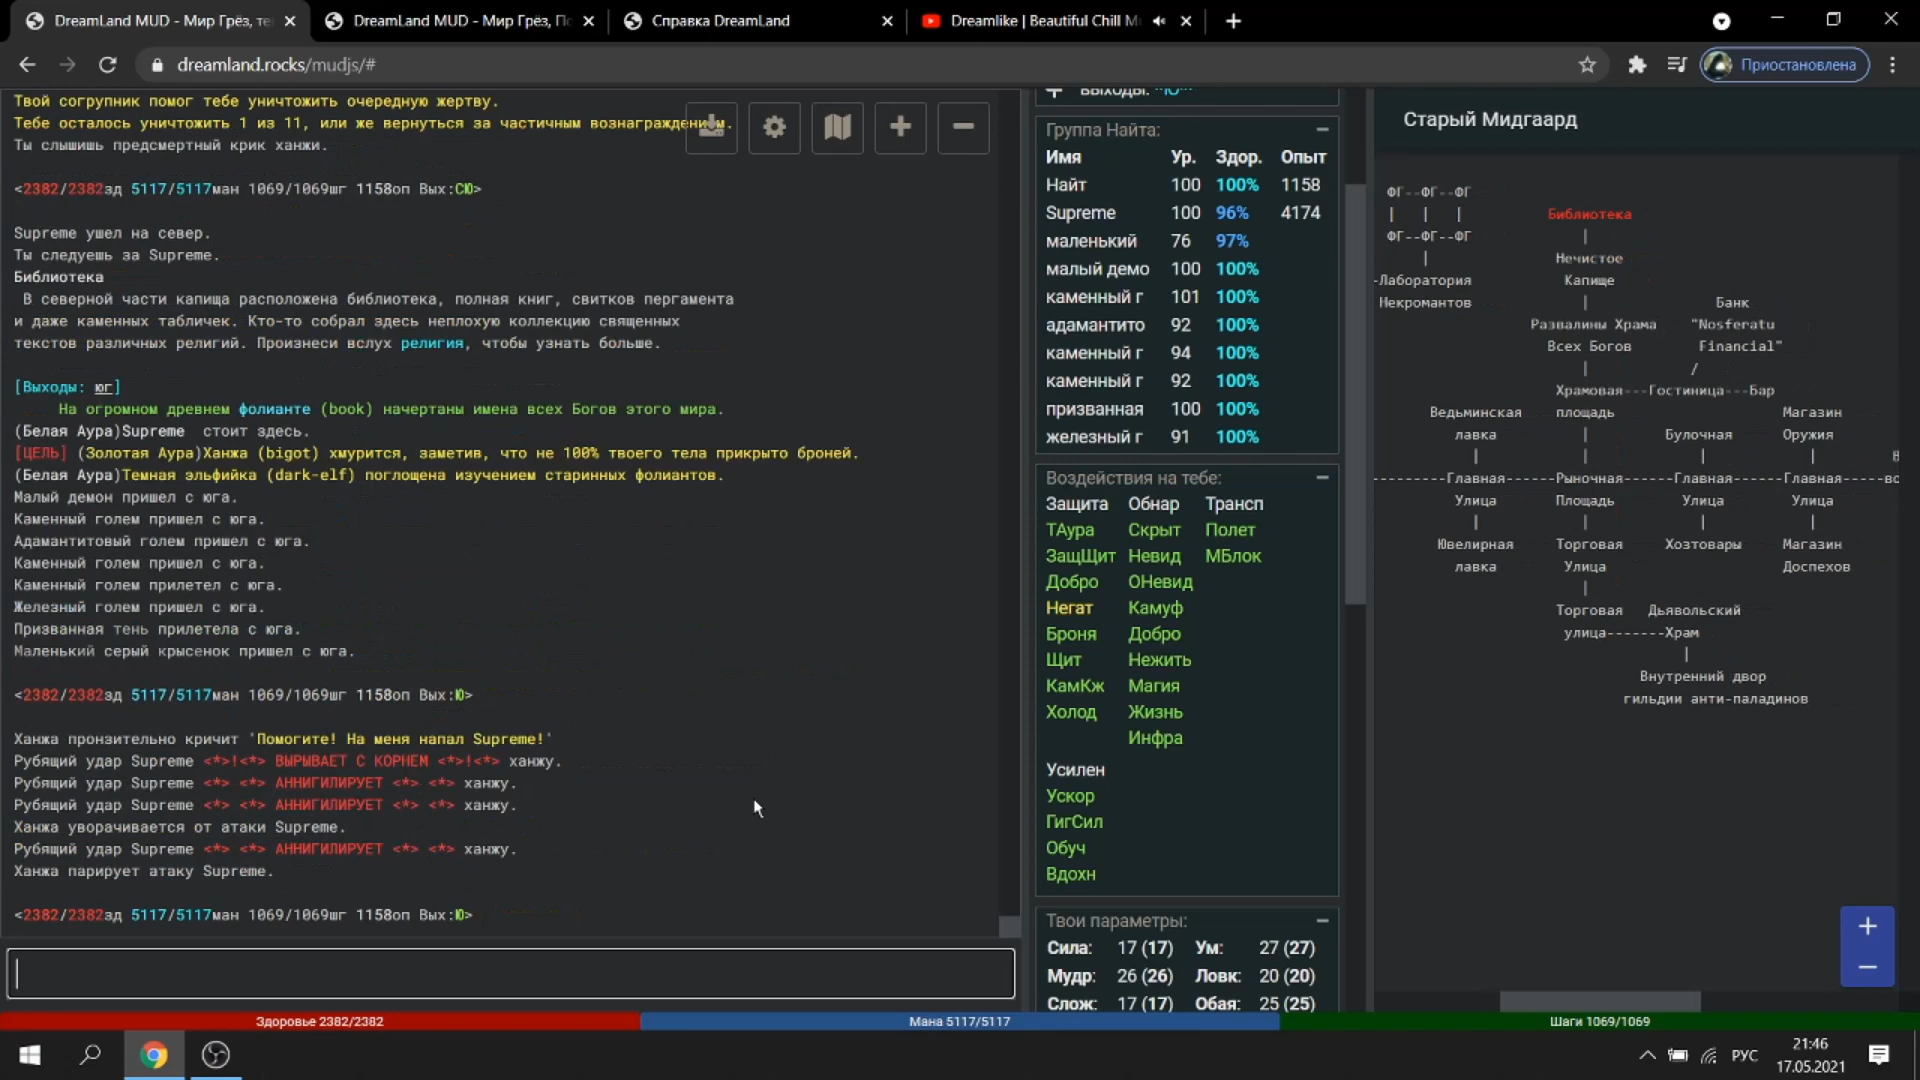 DreamLand MUD - Мир Грёз, те
DreamLand MUD - Мир Грёз, П
Справка DreamLand
Dreamlike | Beautiful Chill M
dreamland.rocks/mudjs/#
Приостановлена
Твой согрупник помог тебе уничтожить очередную жертву.
Тебе осталось уничтожить 1 из 11, или же вернуться за частичным вознаграждением.
Ты слышишь предсмертный крик ханжи.
<2382/2382зд 5117/5117ман 1069/1069шг 1158оп Вых:СЮ>
Supreme ушел на север.
Ты следуешь за Supreme.
Библиотека
В северной части капища расположена библиотека, полная книг, свитков пергамента
и даже каменных табличек. Кто-то собрал здесь неплохую коллекцию священных
текстов различных религий. Произнеси вслух религия, чтобы узнать больше.
[Выходы: юг]
На огромном древнем фолианте (book) начертаны имена всех Богов этого мира.
(Белая Аура)Supreme стоит здесь.
[ЦЕЛЬ] (Золотая Аура)Ханжа (bigot) хмурится, заметив, что не 100% твоего тела прикрыто броней.
(Белая Аура)Темная эльфийка (dark-elf) поглощена изучением старинных фолиантов.
Малый демон пришел с юга.
Каменный голем пришел с юга.
Адамантитовый голем пришел с юга.
Каменный голем пришел с юга.
Каменный голем прилетел с юга.
Железный голем пришел с юга.
Призванная тень прилетела с юга.
Маленький серый крысенок пришел с юга.
<2382/2382зд 5117/5117ман 1069/1069шг 1158оп Вых:Ю>
Ханжа пронзительно кричит 'Помогите! На меня напал Supreme!'
Рубящий удар Supreme <*>!<*> ВЫРЫВАЕТ С КОРНЕМ <*>!<*> ханжу.
Рубящий удар Supreme <*> <*> АННИГИЛИРУЕТ <*> <*> ханжу.
Рубящий удар Supreme <*> <*> АННИГИЛИРУЕТ <*> <*> ханжу.
Ханжа уворачивается от атаки Supreme.
Рубящий удар Supreme <*> <*> АННИГИЛИРУЕТ <*> <*> ханжу.
Ханжа парирует атаку Supreme.
<2382/2382зд 5117/5117ман 1069/1069шг 1158оп Вых:Ю>
Выходы: ··Ю··
Группа Найта:
Имя Ур. Здор. Опыт
Найт 100 100% 1158
Supreme 100 96% 4174
маленький 76 97%
малый демо 100 100%
каменный г 101 100%
адамантито 92 100%
каменный г 94 100%
каменный г 92 100%
призванная 100 100%
железный г 91 100%
Воздействия на тебе:
Защита Обнар Трансп
ТАура Скрыт Полет
ЗащЩит Невид МБлок
Добро ОНевид
Негат Камуф
Броня Добро
Щит Нежить
КамКж Магия
Холод Жизнь
Инфра
Усилен
Ускор
ГигСил
Обуч
Вдохн
Твои параметры:
Сила: 17 (17) Ум: 27 (27)
Мудр: 26 (26) Ловк: 20 (20)
Слож: 17 (17) Обая: 25 (25)
Старый Мидгаард
ФГ--ФГ--ФГ
| | | Библиотека
ФГ--ФГ--ФГ |
| Нечистое
-Лаборатория Капище
Некромантов | Банк
Развалины Храма "Nosferatu
Всех Богов Financial"
| /
Храмовая---Гостиница---Бар
Ведьминская площадь Магазин
лавка | Булочная Оружия
| | | | В
----------Главная------Рыночная------Главная------Главная-----во
Улица Площадь Улица Улица
| | | |
Ювелирная Торговая Хозтовары Магазин
лавка Улица Доспехов
|
Торговая Дьявольский
улица-------Храм
|
Внутренний двор
гильдии анти-паладинов
Здоровье 2382/2382
Мана 5117/5117
Шаги 1069/1069
РУС
21:46
17.05.2021